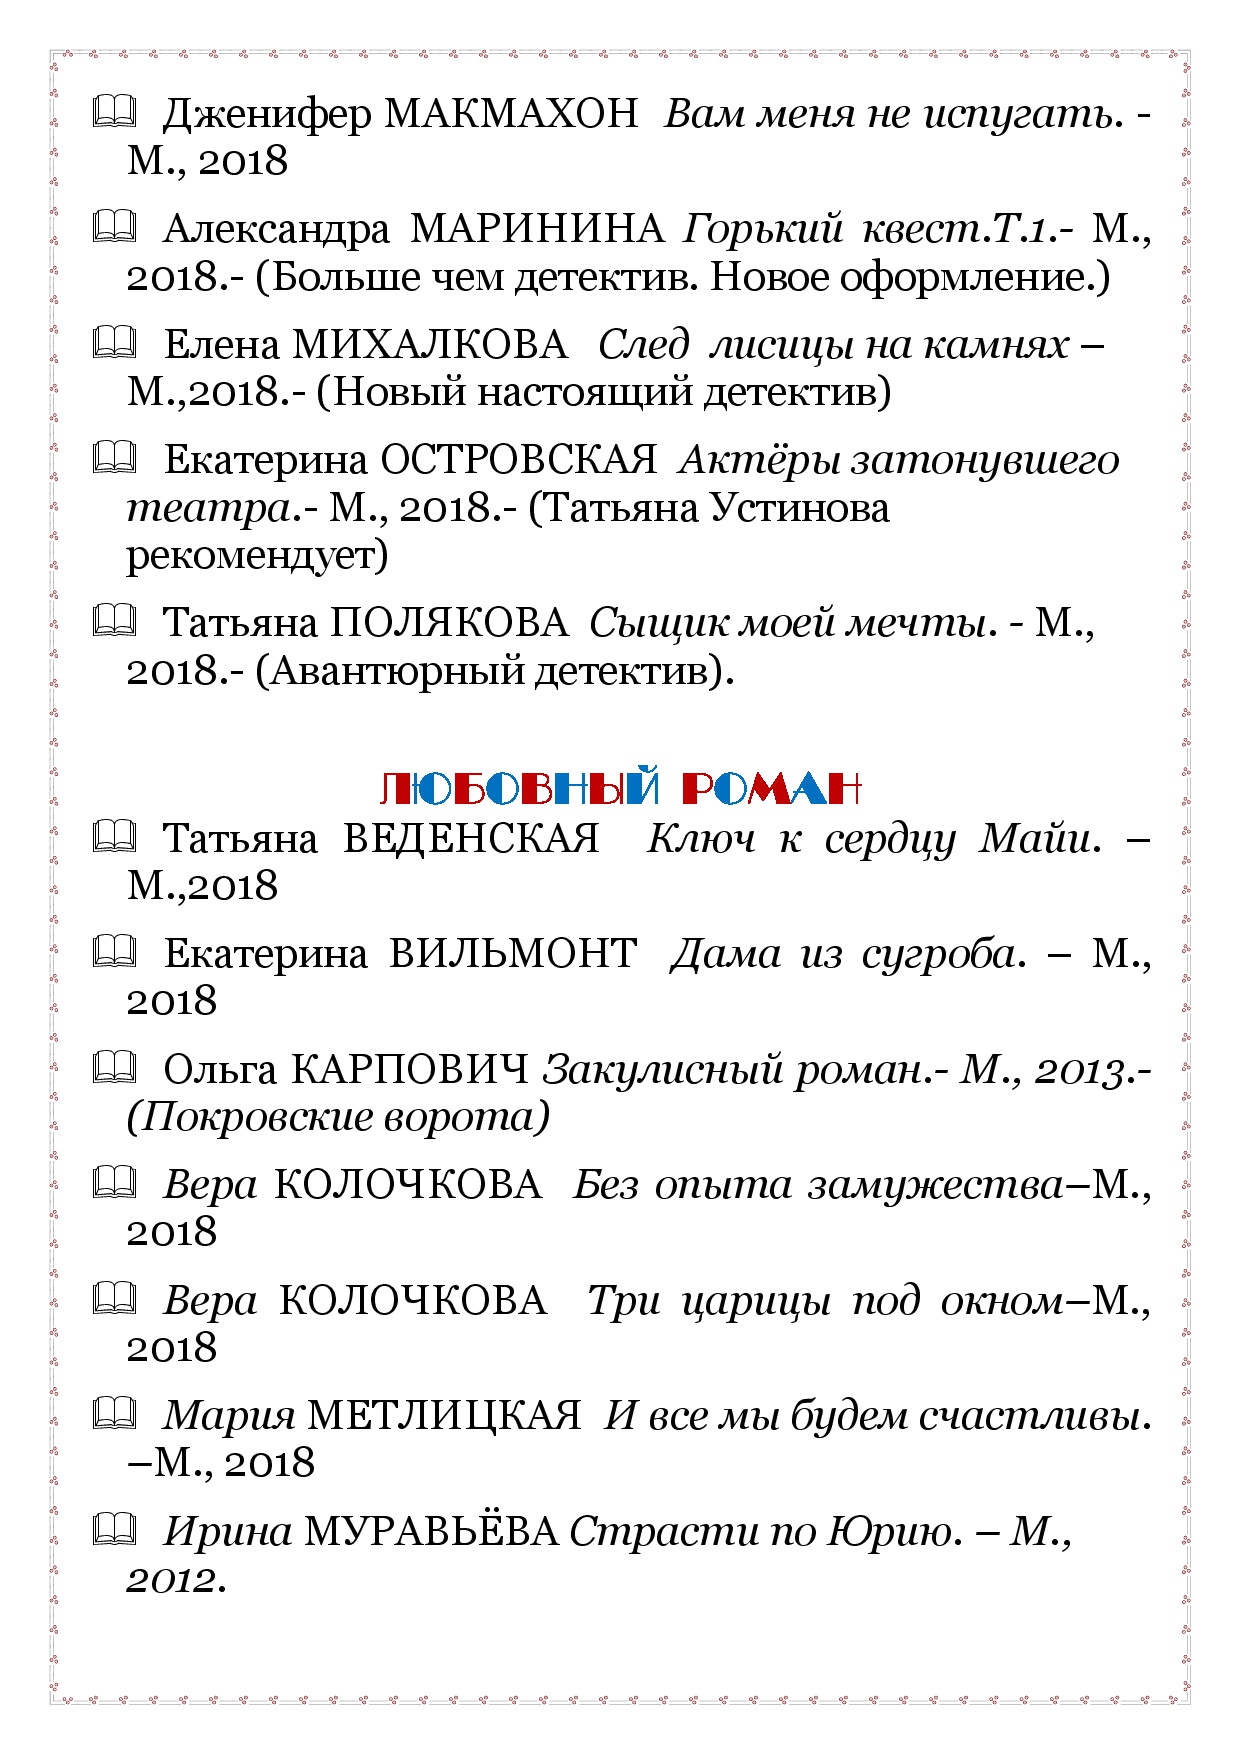 Дженифер МАКМАХОН Вам меня не испугать. -
М., 2018
Александра МАРИНИНА Горький квест.Т.1.- М.,
2018.- (Больше чем детектив. Новое оформление.)
Елена МИХАЛКОВА След лисицы на камнях –
М.,2018.- (Новый настоящий детектив)
Екатерина ОСТРОВСКАЯ Актёры затонувшего
театра.- М., 2018.- (Татьяна Устинова
рекомендует)
Татьяна ПОЛЯКОВА Сыщик моей мечты. - М.,
2018.- (Авантюрный детектив).
ЛЮБОВНЫЙ РОМАН
Татьяна ВЕДЕНСКАЯ Ключ к сердцу Майи. –
М.,2018
Екатерина ВИЛЬМОНТ Дама из сугроба. – М.,
2018
Ольга КАРПОВИЧ Закулисный роман.- М., 2013.-
(Покровские ворота)
Вера КОЛОЧКОВА Без опыта замужества–М.,
2018
Вера КОЛОЧКОВА Три царицы под окном–М.,
2018
Мария МЕТЛИЦКАЯ И все мы будем счастливы.
–М., 2018
Ирина МУРАВЬЁВА Страсти по Юрию. – М.,
2012.